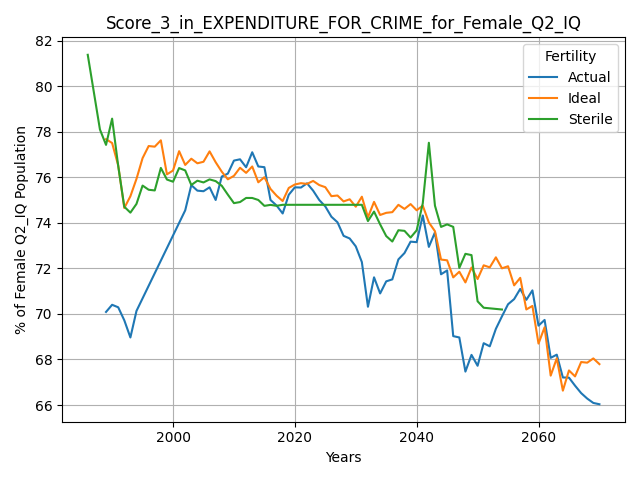 Score_3_in_EXPENDITURE_FOR_CRIME_for_Female_Q2_IQ
82
80
78
76
74
72
70
68
66
% of Female Q2_IQ Population
Fertility
Actual
Ideal
Sterile
2000
2020
2040
2060
Years